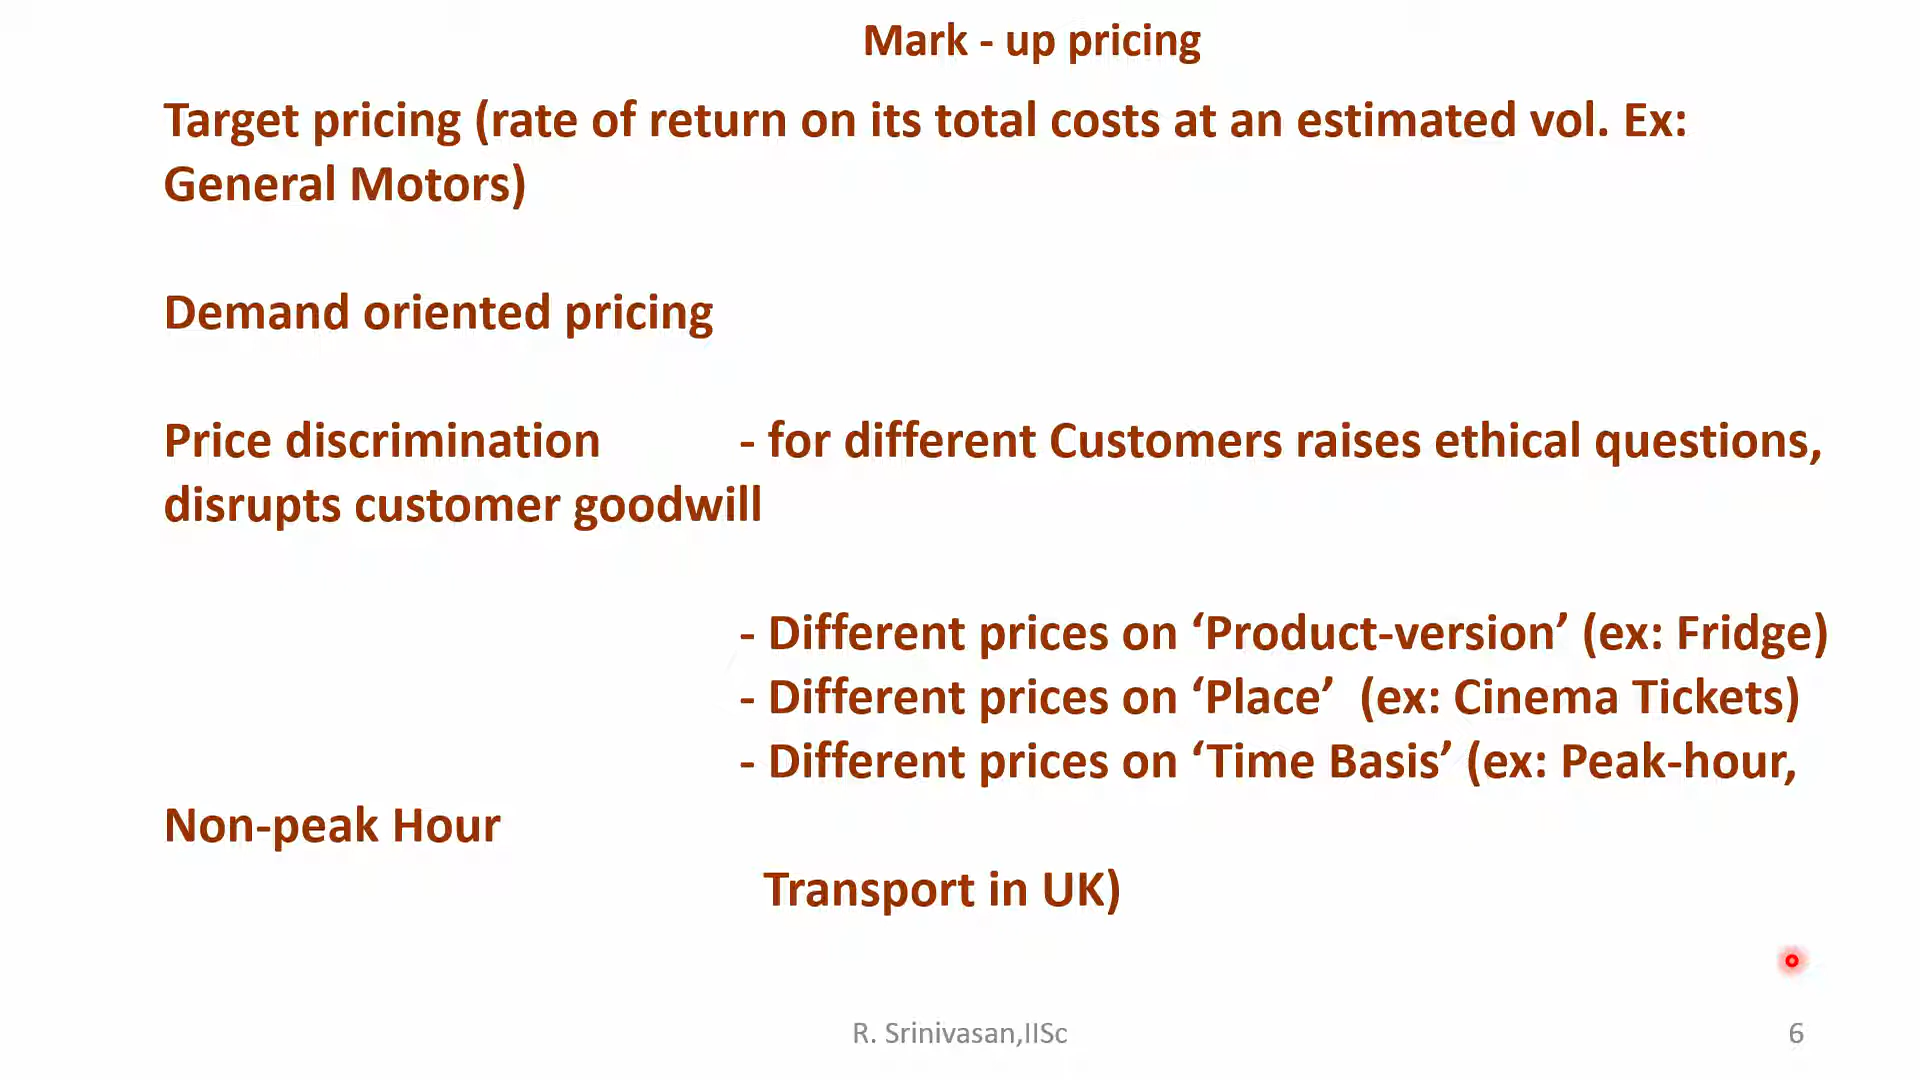 Mark - up pricing
Target pricing (rate of return on its total costs at an estimated vol. Ex:
General Motors)
Demand oriented pricing
Price discrimination - for different Customers raises ethical questions,
disrupts customer goodwill
- Different prices on ‘Product-version’ (ex: Fridge)
- Different prices on ‘Place’ (ex: Cinema Tickets)
- Different prices on ‘Time Basis’ (ex: Peak-hour,
Non-peak Hour
Transport in UK)
R. Srinivasan,IISc 6